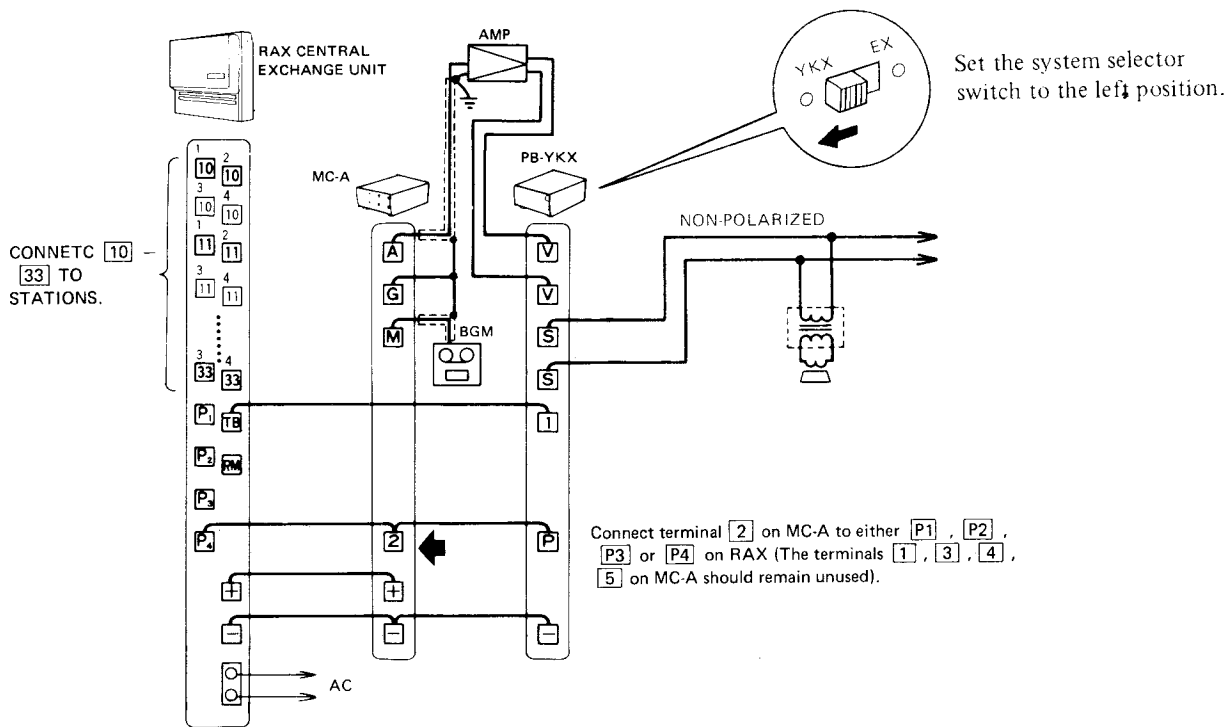 RAX CENTRAL
EXCHANGE UNIT
AMP
YKX
EX
Set the system selector
switch to the left position.
MC-A
PB-YKX
NON-POLARIZED
CONNETC 10 -
33 TO
STATIONS.
1 2
10 10
3 4
10 10
1 2
11 11
3 4
11 11
3 4
33 33
P1 TB
P2 RM
P3
P4
+
−
AC
A
G
M
BGM
2
+
−
V
V
S
S
1
P
−
Connect terminal 2 on MC-A to either P1 , P2 ,
P3 or P4 on RAX (The terminals 1 , 3 , 4 ,
5 on MC-A should remain unused).